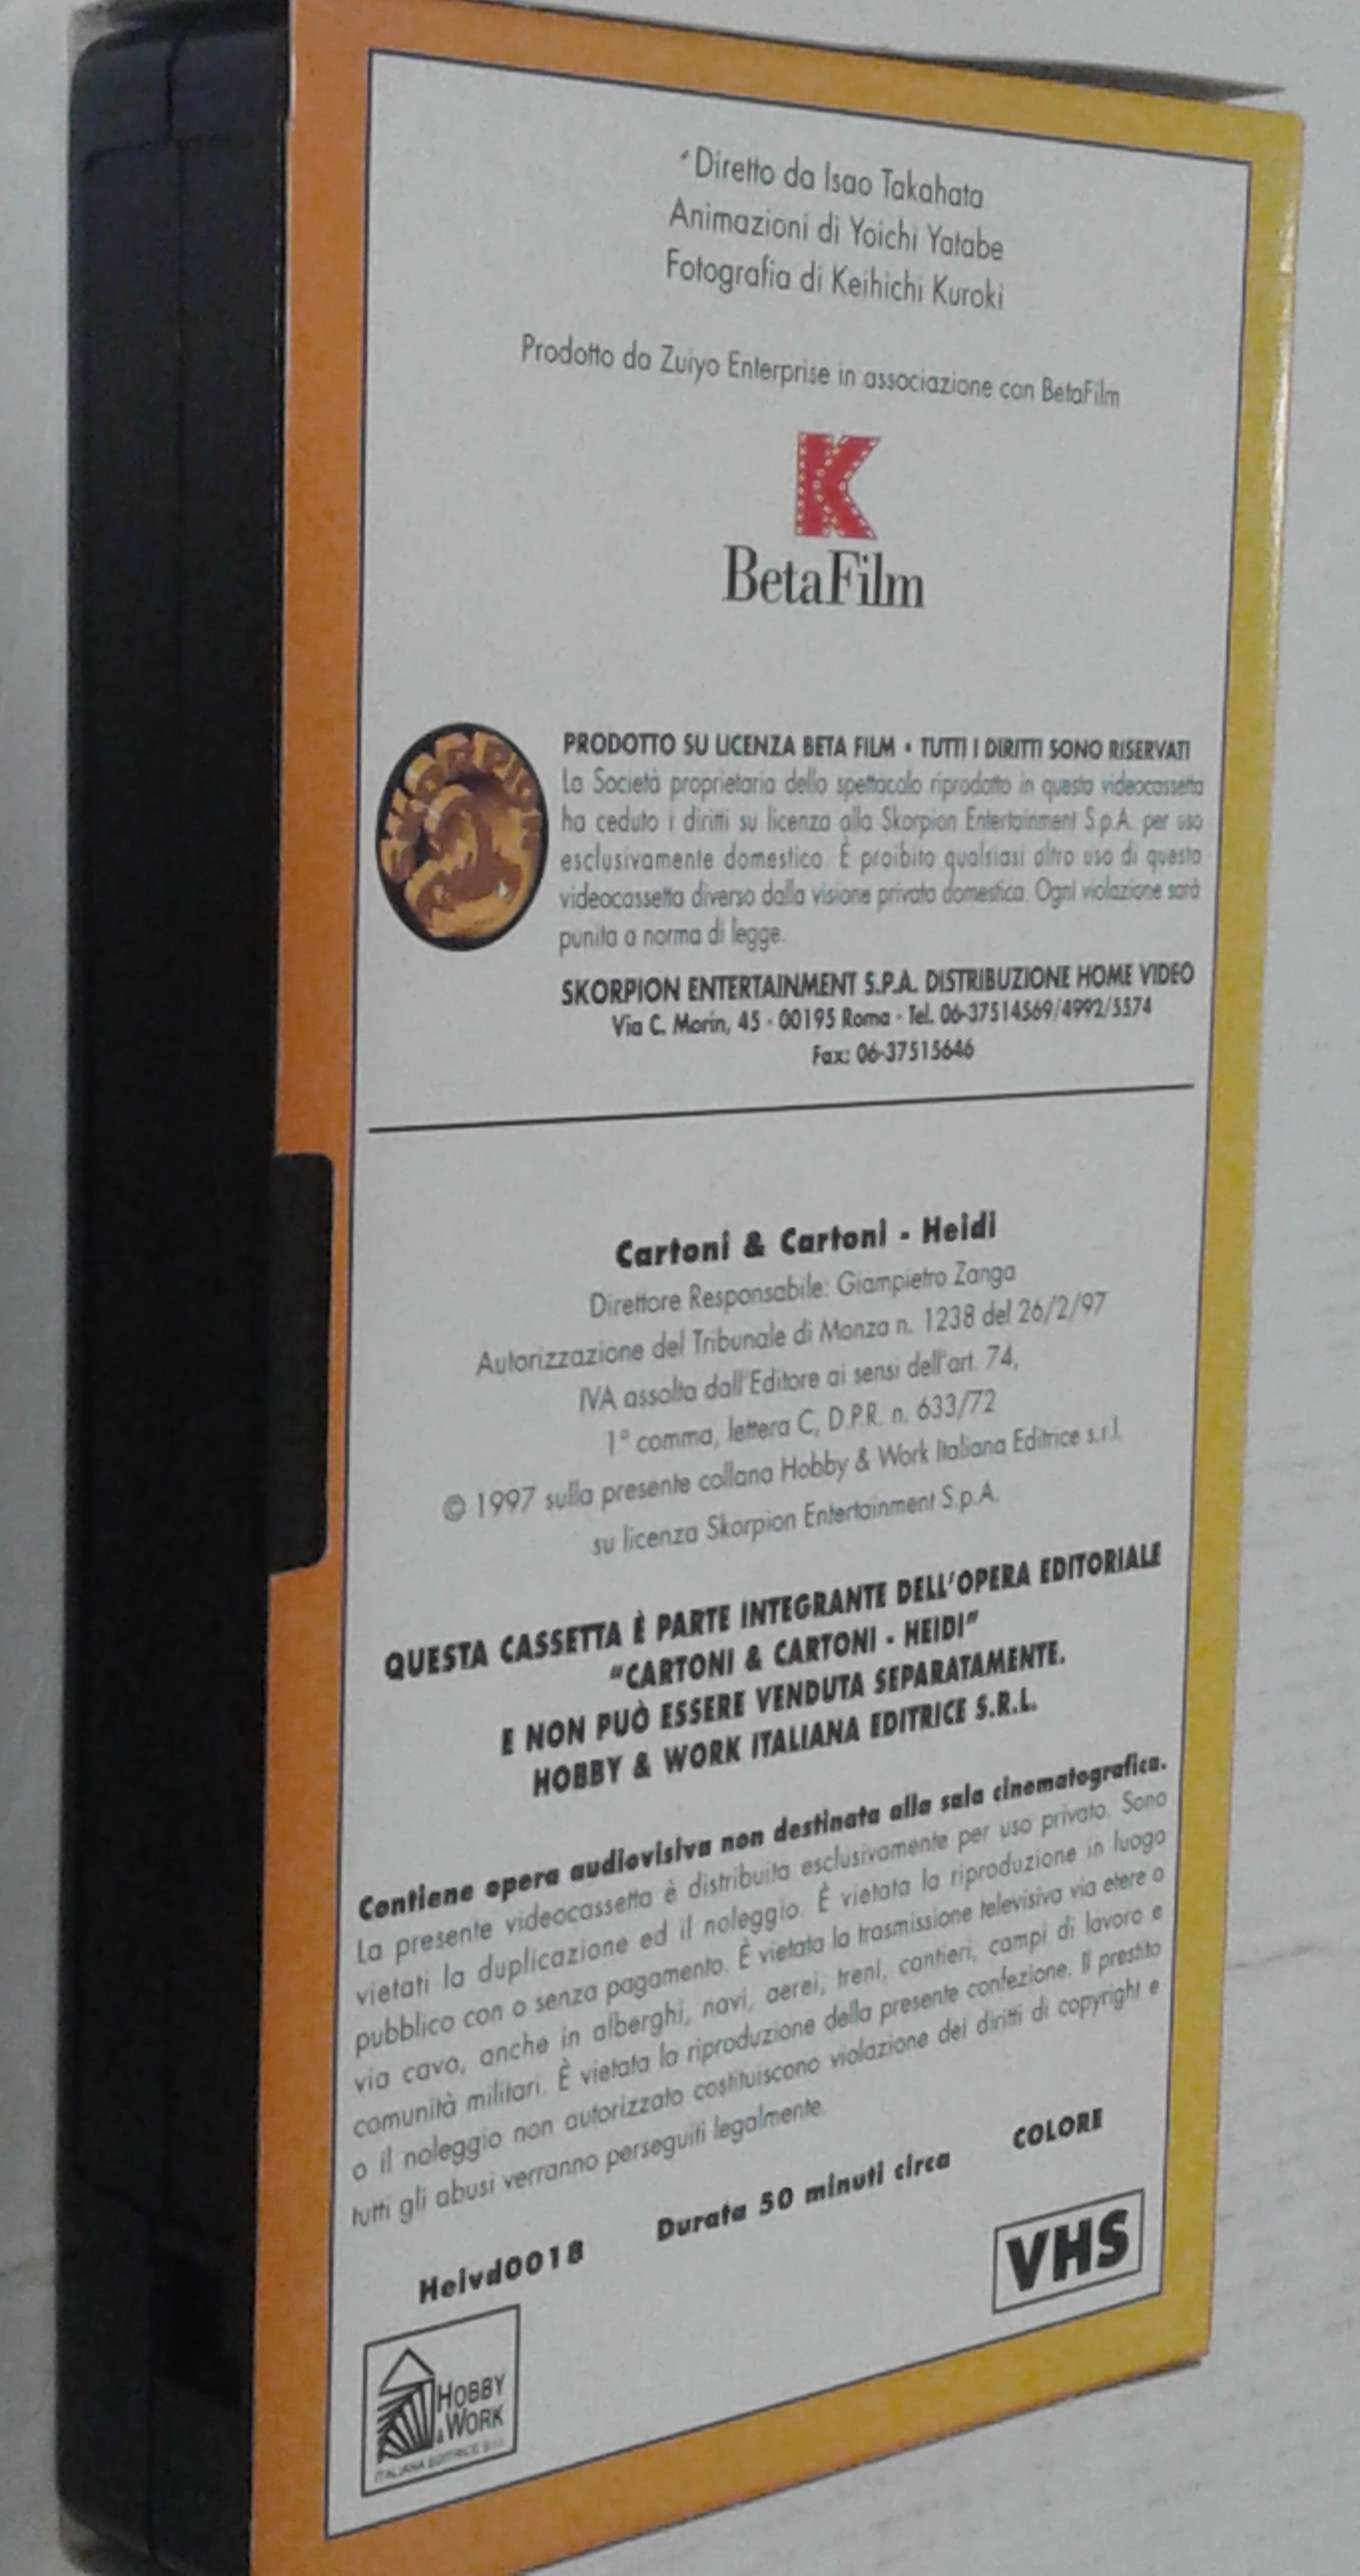 Diretto da Isao Takahata
Animazioni di Yoichi Yatabe
Fotografia di Keihichi Kuroki
Prodotto da Zuiyo Enterprise in associazione con BetaFilm
K
BetaFilm
SKORPION
PRODOTTO SU LICENZA BETA FILM • TUTTI I DIRITTI SONO RISERVATI
La Società proprietaria dello spettacolo riprodotto in questa videocassetta
ha ceduto i diritti su licenza alla Skorpion Entertainment S.p.A. per uso
esclusivamente domestico. È proibito qualsiasi altro uso di questa
videocassetta diverso dalla visione privata domestica. Ogni violazione sarà
punita a norma di legge.
SKORPION ENTERTAINMENT S.P.A. DISTRIBUZIONE HOME VIDEO
Via C. Morin, 45 - 00195 Roma - Tel. 06-37514569/4992/5574
Fax: 06-37515646
Cartoni & Cartoni - Heidi
Direttore Responsabile: Giampietro Zanga
Autorizzazione del Tribunale di Monza n. 1238 del 26/2/97
IVA assolta dall'Editore ai sensi dell'art. 74,
1° comma, lettera C, D.P.R. n. 633/72
© 1997 sulla presente collana Hobby & Work Italiana Editrice s.r.l.
su licenza Skorpion Entertainment S.p.A.
QUESTA CASSETTA È PARTE INTEGRANTE DELL'OPERA EDITORIALE
"CARTONI & CARTONI - HEIDI"
E NON PUÒ ESSERE VENDUTA SEPARATAMENTE.
HOBBY & WORK ITALIANA EDITRICE S.R.L.
Contiene opera audiovisiva non destinata alla sala cinematografica.
La presente videocassetta è distribuita esclusivamente per uso privato. Sono
vietati la duplicazione ed il noleggio. È vietata la riproduzione in luogo
pubblico con o senza pagamento. È vietata la trasmissione televisiva via etere o
via cavo, anche in alberghi, navi, aerei, treni, cantieri, campi di lavoro e
comunità militari. È vietata la riproduzione della presente confezione. Il prestito
o il noleggio non autorizzato costituiscono violazione dei diritti di copyright e
tutti gli abusi verranno perseguiti legalmente.
Heivd0018 Durata 50 minuti circa COLORE
VHS
HOBBY
& WORK
ITALIANA EDITRICE S.r.l.